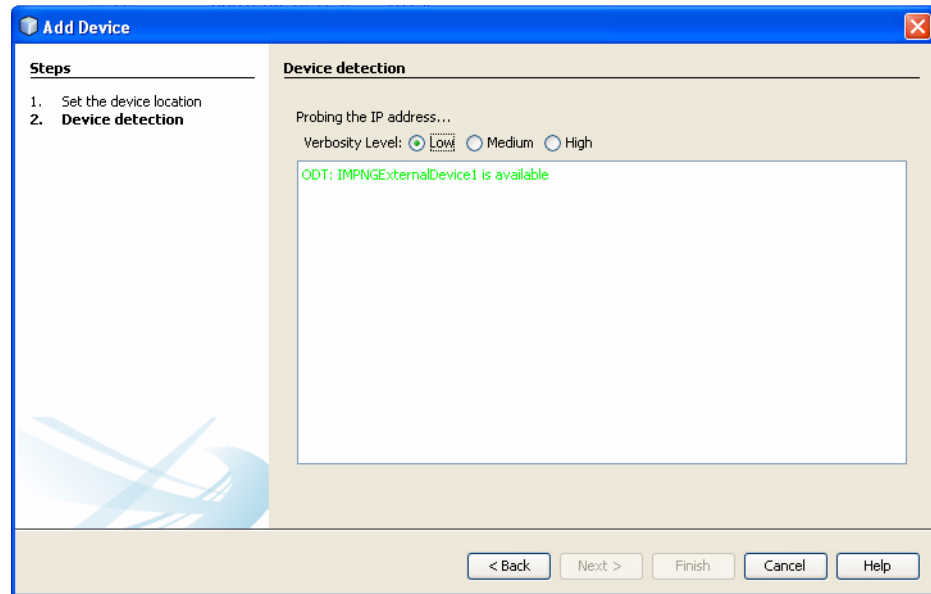 Add Device
Steps
1. Set the device location
2. Device detection
Device detection
Probing the IP address...
Verbosity Level: Low Medium High
ODT: IMPNGExternalDevice1 is available
< Back Next > Finish Cancel Help